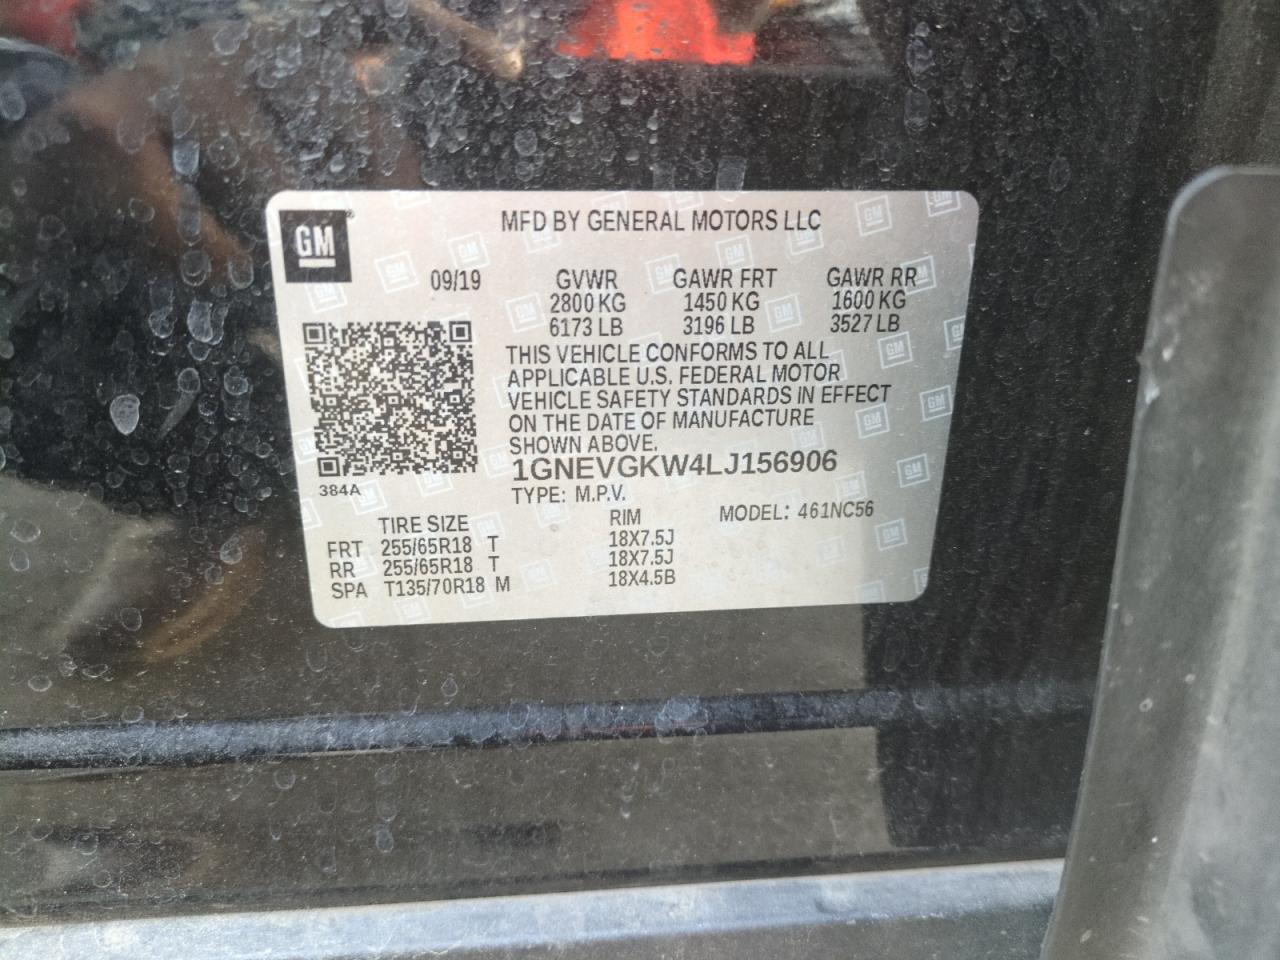 GM
MFD BY GENERAL MOTORS LLC
09/19 GVWR GAWR FRT GAWR RR
2800 KG 1450 KG 1600 KG
6173 LB 3196 LB 3527 LB
THIS VEHICLE CONFORMS TO ALL
APPLICABLE U.S. FEDERAL MOTOR
VEHICLE SAFETY STANDARDS IN EFFECT
ON THE DATE OF MANUFACTURE
SHOWN ABOVE.
1GNEVGKW4LJ156906
384A
TYPE: M.P.V.
TIRE SIZE RIM MODEL: 461NC56
FRT 255/65R18 T 18X7.5J
RR 255/65R18 T 18X7.5J
SPA T135/70R18 M 18X4.5B